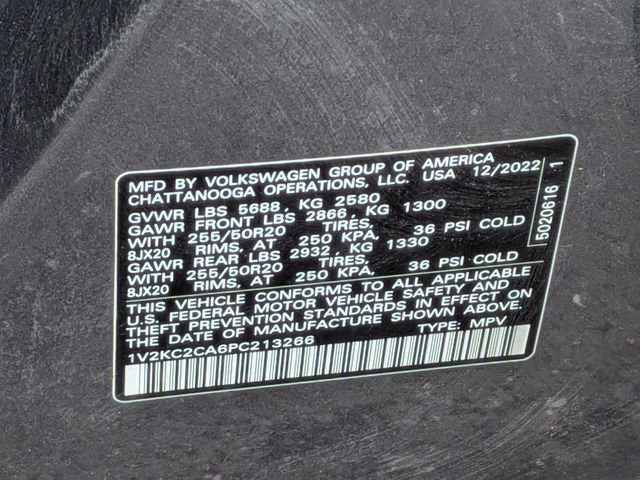 MFD BY VOLKSWAGEN GROUP OF AMERICA
CHATTANOOGA OPERATIONS, LLC. USA 12/2022
GVWR LBS 5688, KG 2580
GAWR FRONT LBS 2866, KG 1300
WITH 255/50R20 TIRES, 36 PSI COLD
8JX20 RIMS, AT 250 KPA,
GAWR REAR LBS 2932, KG 1330
WITH 255/50R20 TIRES, 36 PSI COLD
8JX20 RIMS, AT 250 KPA,
THIS VEHICLE CONFORMS TO ALL APPLICABLE
U.S. FEDERAL MOTOR VEHICLE SAFETY AND
THEFT PREVENTION STANDARDS IN EFFECT ON
THE DATE OF MANUFACTURE SHOWN ABOVE.
1V2KC2CA6PC213266 TYPE: MPV
5020616 1